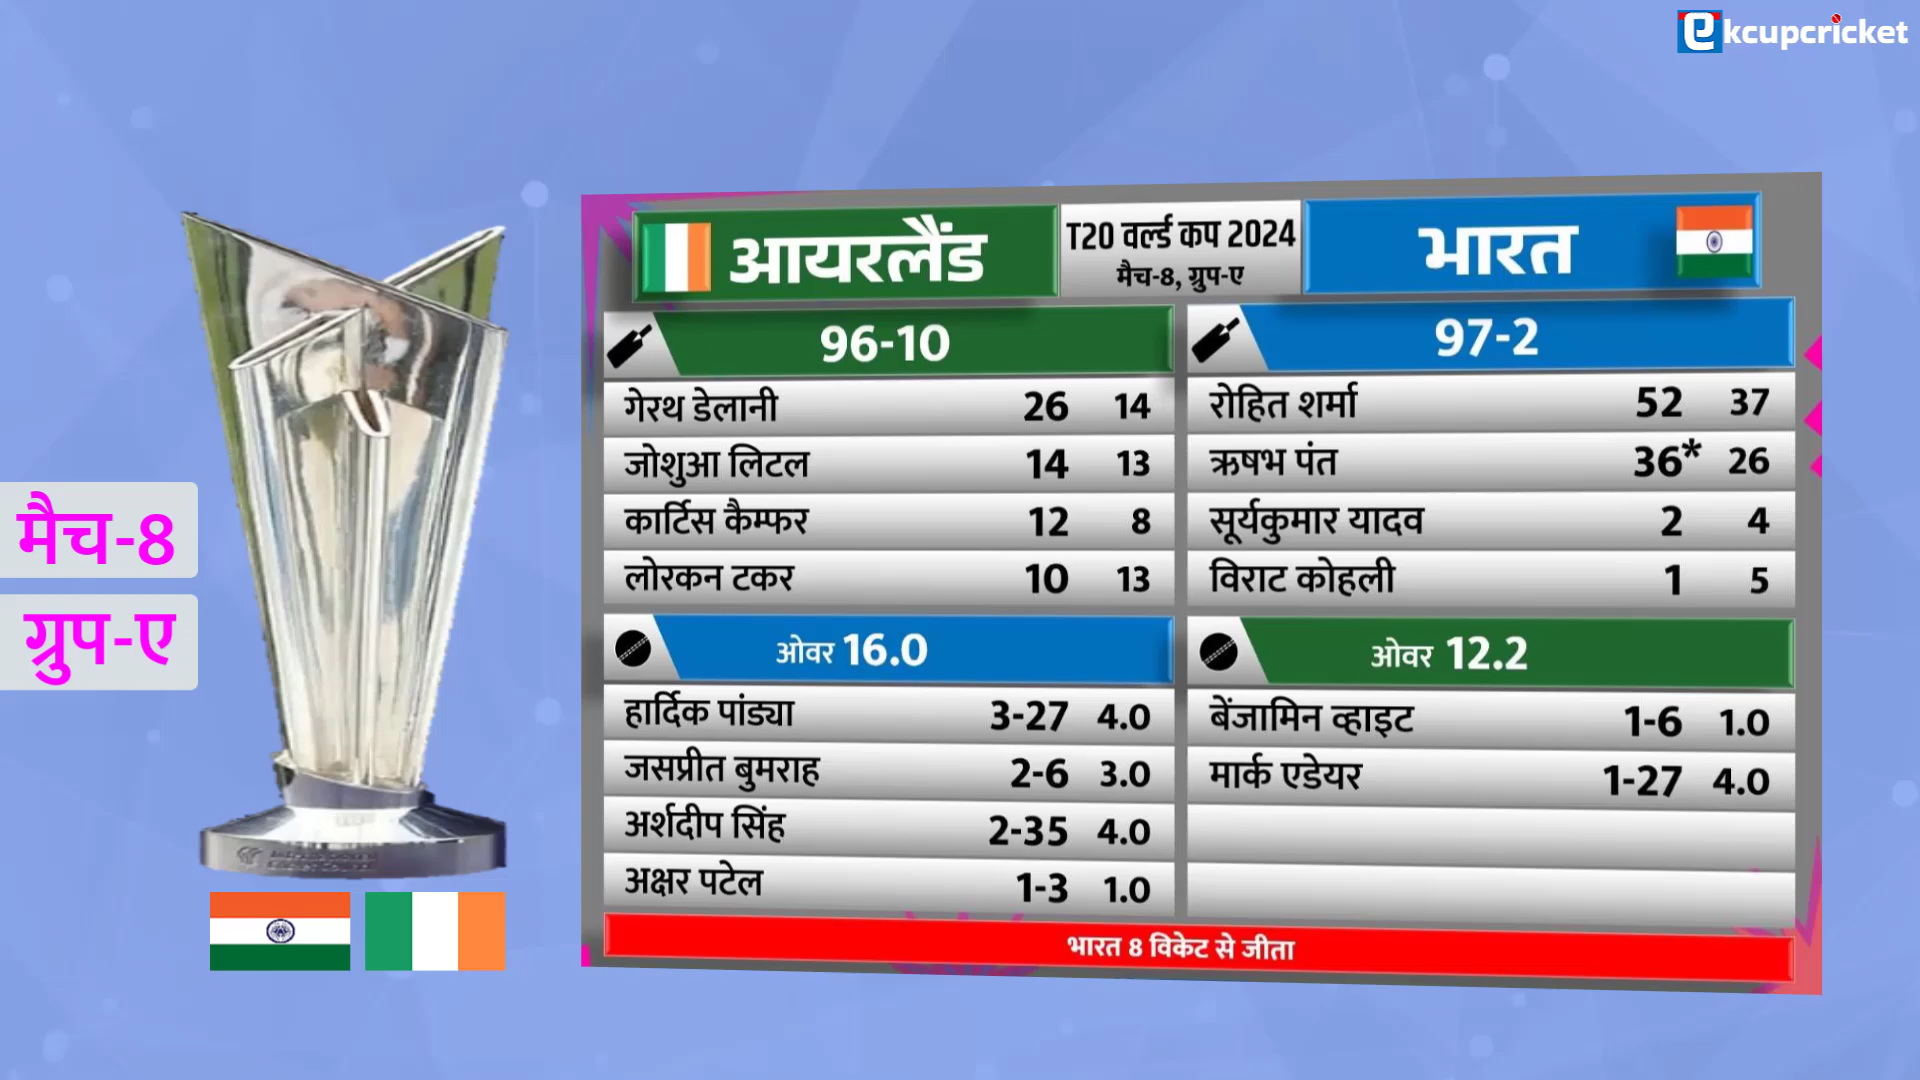 ekcupcricket
मैच-8
ग्रुप-ए
आयरलैंड
T20 वर्ल्ड कप 2024
मैच-8, ग्रुप-ए
भारत
96-10
गेरथ डेलानी 26 14
जोशुआ लिटल 14 13
कार्टिस कैम्फर 12 8
लोरकन टकर 10 13
ओवर 16.0
हार्दिक पांड्या 3-27 4.0
जसप्रीत बुमराह 2-6 3.0
अर्शदीप सिंह 2-35 4.0
अक्षर पटेल 1-3 1.0
97-2
रोहित शर्मा 52 37
ऋषभ पंत 36* 26
सूर्यकुमार यादव 2 4
विराट कोहली 1 5
ओवर 12.2
बेंजामिन व्हाइट 1-6 1.0
मार्क एडेयर 1-27 4.0
भारत 8 विकेट से जीता